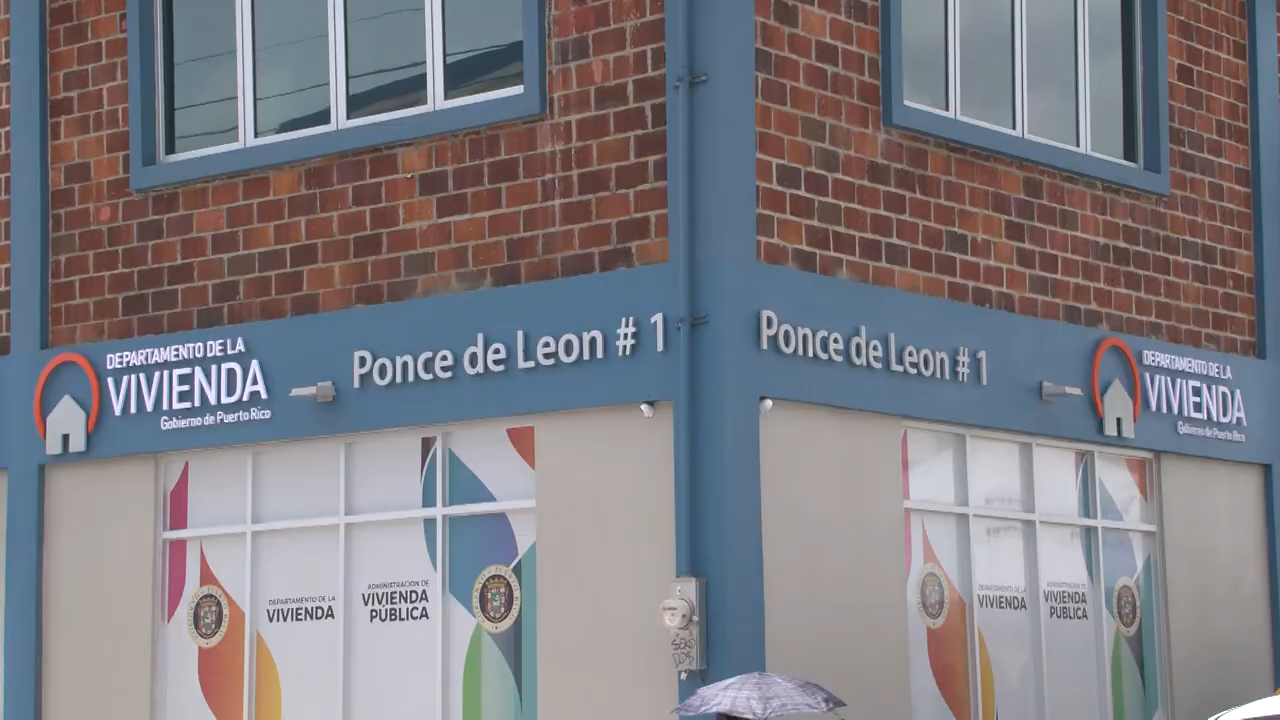 DEPARTAMENTO DE LA
VIVIENDA
Gobierno de Puerto Rico
Ponce de Leon # 1
Ponce de Leon # 1
DEPARTAMENTO DE LA
VIVIENDA
Gobierno de Puerto Rico
DEPARTAMENTO DE LA
VIVIENDA
ADMINISTRACIÓN DE
VIVIENDA
PÚBLICA
DEPARTAMENTO DE LA
VIVIENDA
ADMINISTRACIÓN DE
VIVIENDA
PÚBLICA